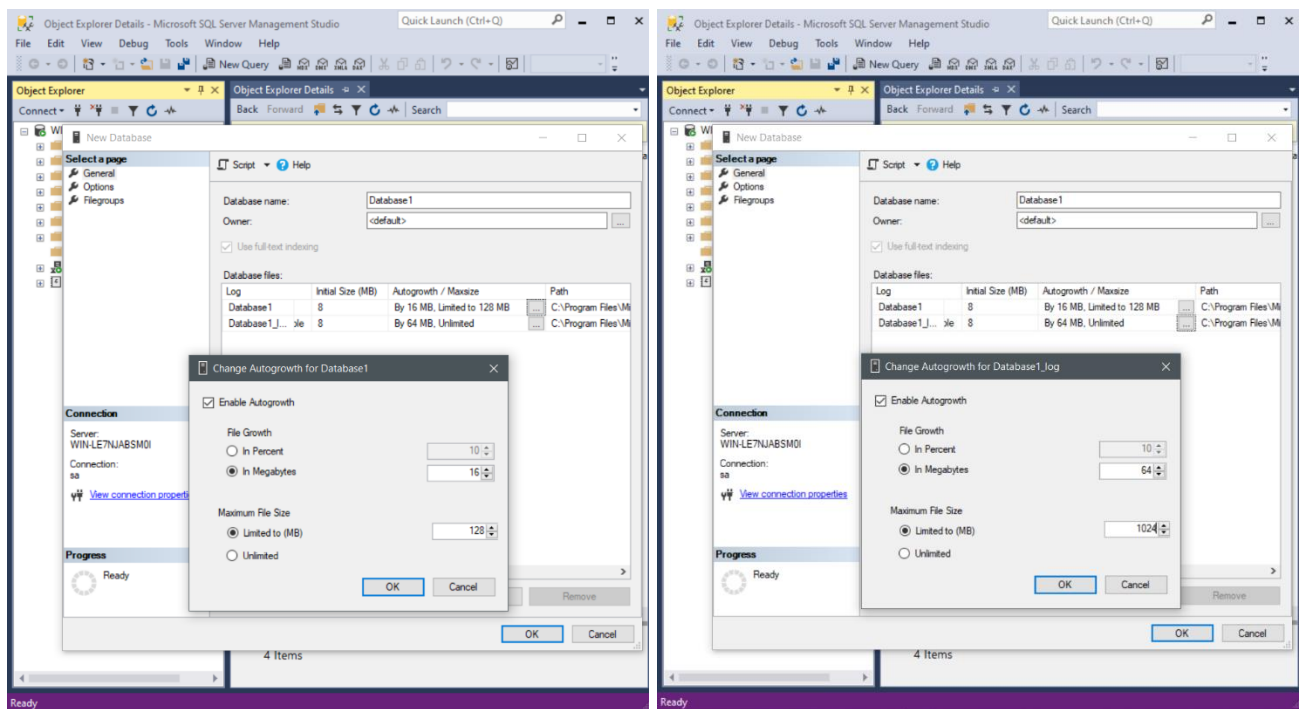 Object Explorer Details - Microsoft SQL Server Management Studio
Quick Launch (Ctrl+Q)
File Edit View Debug Tools Window Help
New Query
Object Explorer
Object Explorer Details
Connect
Back Forward
Search
WI
New Database
Select a page
General
Options
Filegroups
Script
Help
Database name: Database1
Owner: <default> ...
Use full-text indexing
Database files:
Log Initial Size (MB) Autogrowth / Maxsize Path
Database1 8 By 16 MB, Limited to 128 MB ... C:\Program Files\Mi
Database1_l... ple 8 By 64 MB, Unlimited ... C:\Program Files\Mi
Change Autogrowth for Database1
Enable Autogrowth
File Growth
In Percent 10
In Megabytes 16
Maximum File Size
Limited to (MB) 128
Unlimited
OK Cancel
Connection
Server:
WIN-LE7NJABSM0I
Connection:
sa
View connection properti
Progress
Ready
Remove
OK Cancel
4 Items
Ready
Object Explorer Details - Microsoft SQL Server Management Studio
Quick Launch (Ctrl+Q)
File Edit View Debug Tools Window Help
New Query
Object Explorer
Object Explorer Details
Connect
Back Forward
Search
WI
New Database
Select a page
General
Options
Filegroups
Script
Help
Database name: Database1
Owner: <default> ...
Use full-text indexing
Database files:
Log Initial Size (MB) Autogrowth / Maxsize Path
Database1 8 By 16 MB, Limited to 128 MB ... C:\Program Files\Mi
Database1_l... ple 8 By 64 MB, Unlimited ... C:\Program Files\Mi
Change Autogrowth for Database1_log
Enable Autogrowth
File Growth
In Percent 10
In Megabytes 64
Maximum File Size
Limited to (MB) 1024
Unlimited
OK Cancel
Connection
Server:
WIN-LE7NJABSM0I
Connection:
sa
View connection properties
Progress
Ready
Remove
OK Cancel
4 Items
Ready